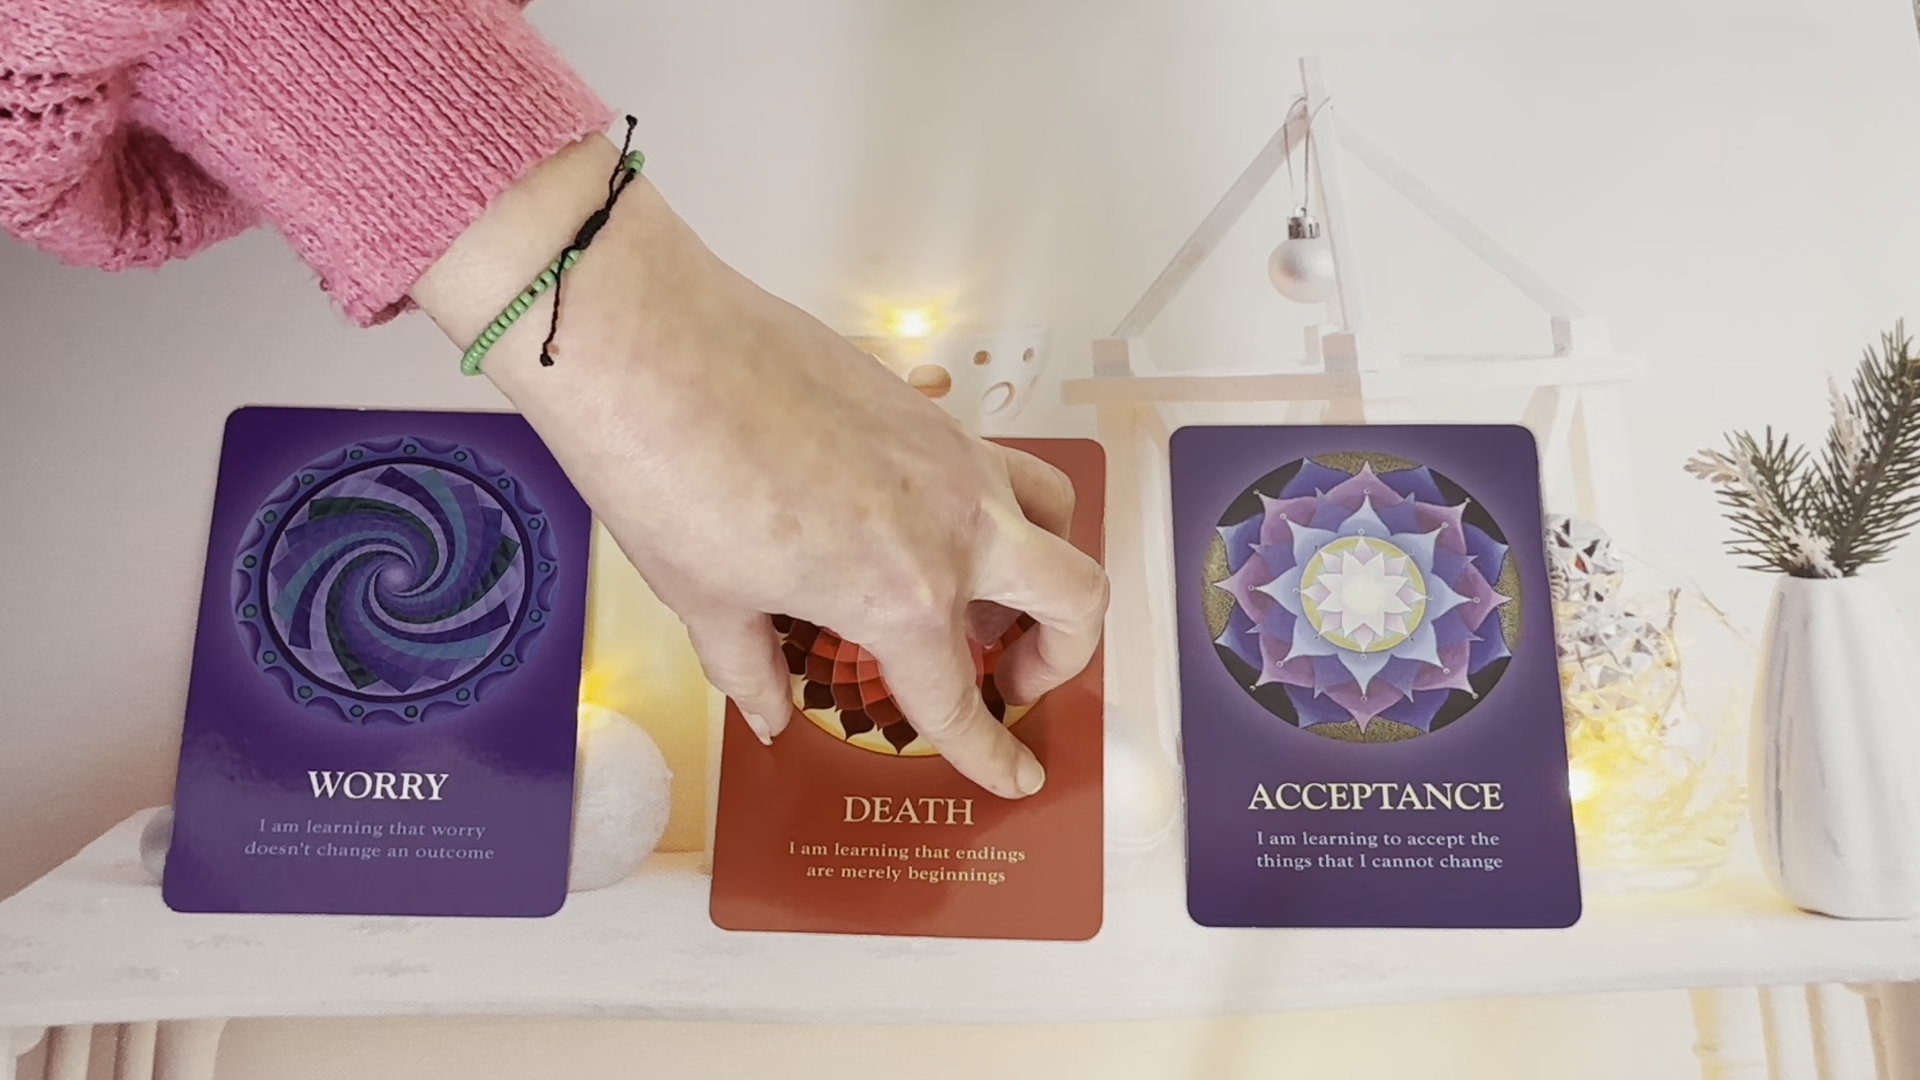 WORRY
I am learning that worry
doesn't change an outcome
DEATH
I am learning that endings
are merely beginnings
ACCEPTANCE
I am learning to accept the
things that I cannot change